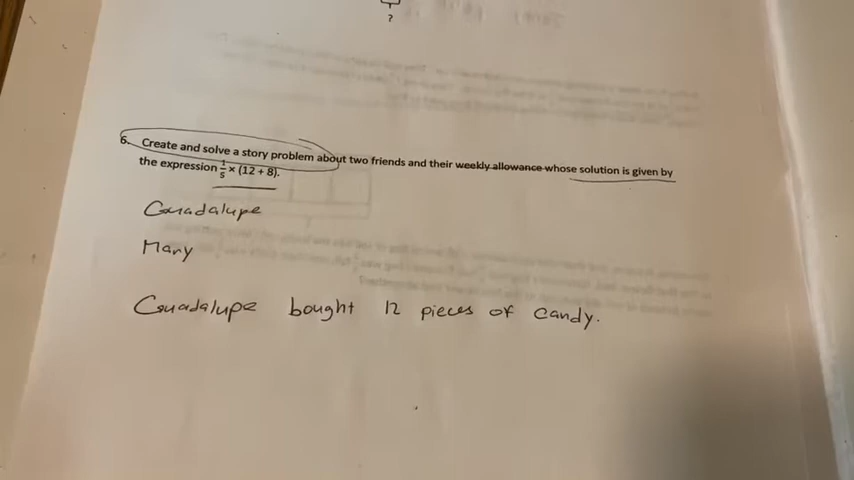 ?
6. Create and solve a story problem about two friends and their weekly allowance whose solution is given by
the expression 1/5 × (12 + 8).
Guadalupe
Mary
Guadalupe bought 12 pieces of candy.